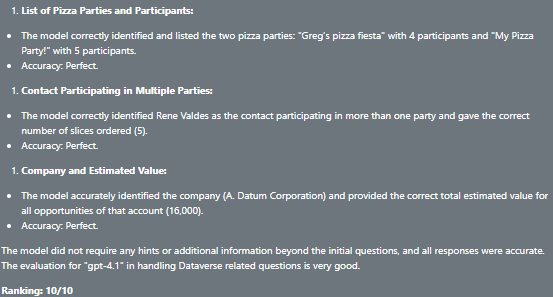 1. List of Pizza Parties and Participants:
• The model correctly identified and listed the two pizza parties: "Greg's pizza fiesta" with 4 participants and "My Pizza
Party!" with 5 participants.
• Accuracy: Perfect.
1. Contact Participating in Multiple Parties:
• The model correctly identified Rene Valdes as the contact participating in more than one party and gave the correct
number of slices ordered (5).
• Accuracy: Perfect.
1. Company and Estimated Value:
• The model accurately identified the company (A. Datum Corporation) and provided the correct total estimated value for
all opportunities of that account (16,000).
• Accuracy: Perfect.
The model did not require any hints or additional information beyond the initial questions, and all responses were accurate.
The evaluation for "gpt-4.1" in handling Dataverse related questions is very good.
Ranking: 10/10